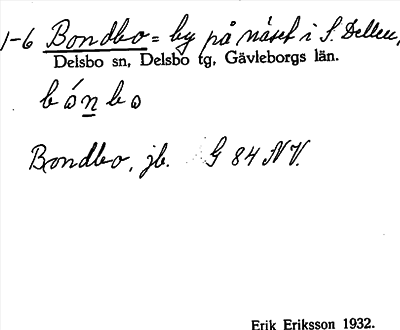 1-6 Bondbo = by på näset i S. Dellen,
Delsbo sn, Delsbo tg, Gävleborgs län.
bónbo
Bondbo, jb. G 84 NV.
Erik Eriksson 1932.